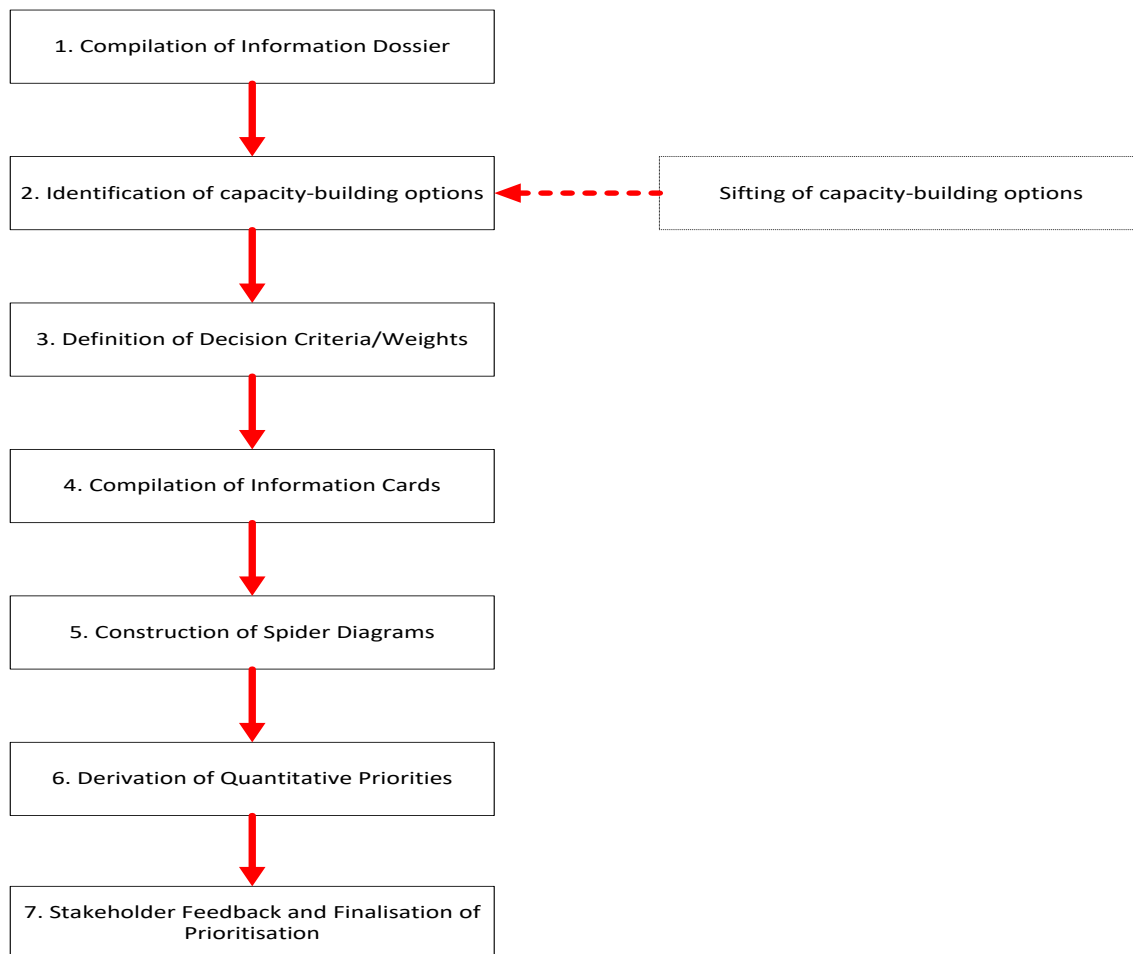 1. Compilation of Information Dossier
2. Identification of capacity-building options
Sifting of capacity-building options
3. Definition of Decision Criteria/Weights
4. Compilation of Information Cards
5. Construction of Spider Diagrams
6. Derivation of Quantitative Priorities
7. Stakeholder Feedback and Finalisation of
Prioritisation